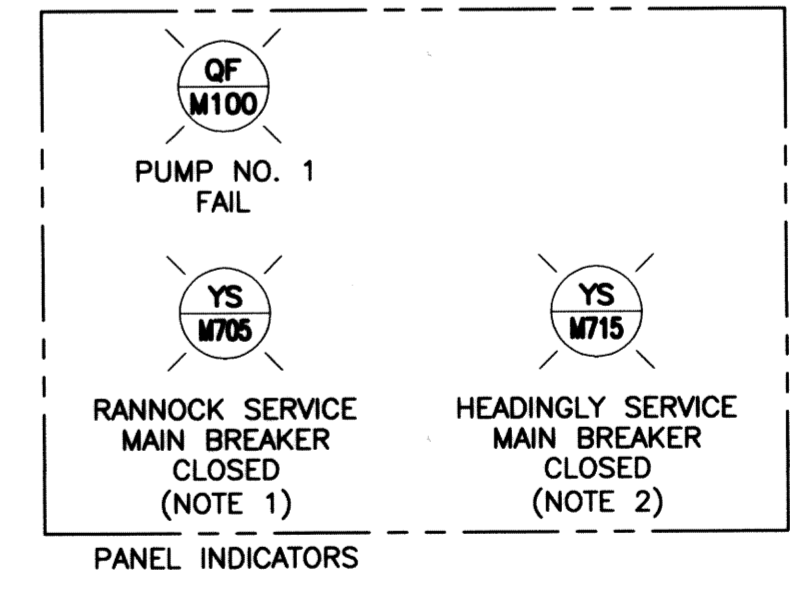 QF
M100
PUMP NO. 1
FAIL
YS
M705
RANNOCK SERVICE
MAIN BREAKER
CLOSED
(NOTE 1)
YS
M715
HEADINGLY SERVICE
MAIN BREAKER
CLOSED
(NOTE 2)
PANEL INDICATORS